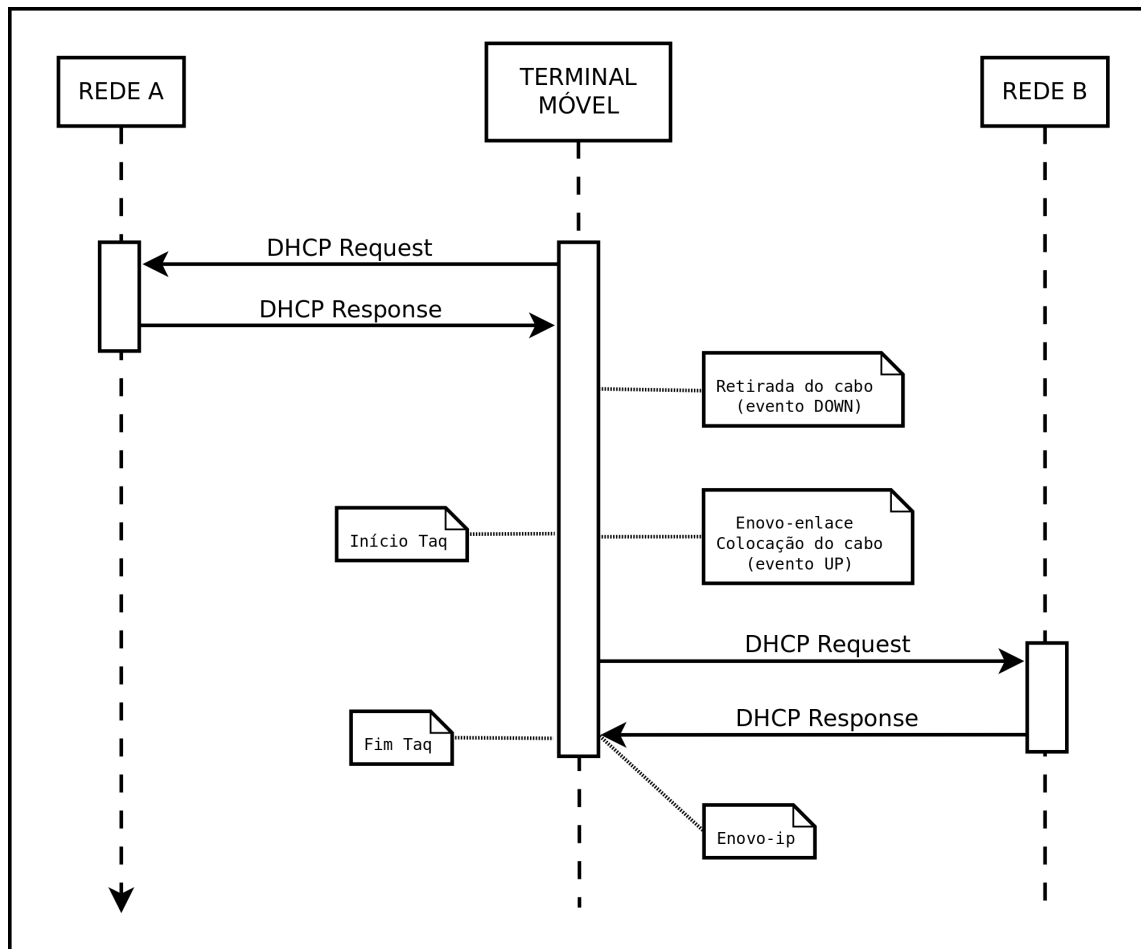 REDE A
TERMINAL
MÓVEL
REDE B
DHCP Request
DHCP Response
Retirada do cabo
(evento DOWN)
Início Taq
Enovo-enlace
Colocação do cabo
(evento UP)
DHCP Request
DHCP Response
Fim Taq
Enovo-ip